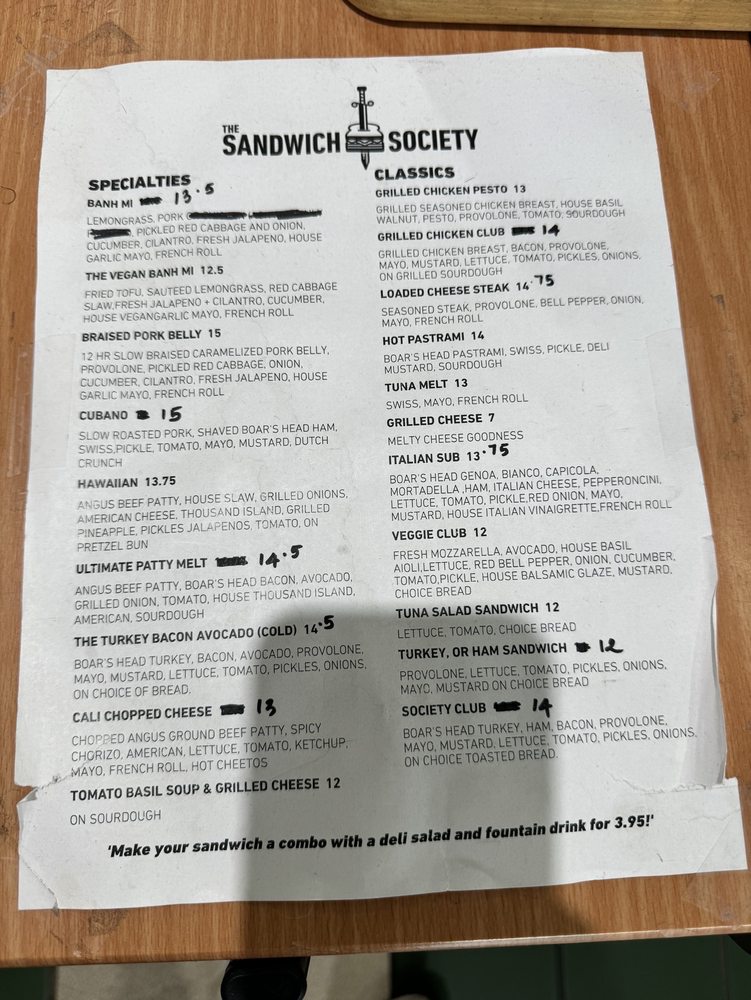 THE
SANDWICH SOCIETY
SPECIALTIES
BANH MI 13.5
LEMONGRASS, PORK
, PICKLED RED CABBAGE AND ONION,
CUCUMBER, CILANTRO, FRESH JALAPENO, HOUSE
GARLIC MAYO, FRENCH ROLL
THE VEGAN BANH MI 12.5
FRIED TOFU, SAUTEED LEMONGRASS, RED CABBAGE
SLAW,FRESH JALAPENO + CILANTRO, CUCUMBER,
HOUSE VEGANGARLIC MAYO, FRENCH ROLL
BRAISED PORK BELLY 15
12 HR SLOW BRAISED CARAMELIZED PORK BELLY,
PROVOLONE, PICKLED RED CABBAGE, ONION,
CUCUMBER, CILANTRO, FRESH JALAPENO, HOUSE
GARLIC MAYO, FRENCH ROLL
CUBANO 15
SLOW ROASTED PORK, SHAVED BOAR'S HEAD HAM,
SWISS,PICKLE, TOMATO, MAYO, MUSTARD, DUTCH
CRUNCH
HAWAIIAN 13.75
ANGUS BEEF PATTY, HOUSE SLAW, GRILLED ONIONS,
AMERICAN CHEESE, THOUSAND ISLAND, GRILLED
PINEAPPLE, PICKLES JALAPENOS, TOMATO, ON
PRETZEL BUN
ULTIMATE PATTY MELT 14.5
ANGUS BEEF PATTY, BOAR'S HEAD BACON, AVOCADO,
GRILLED ONION, TOMATO, HOUSE THOUSAND ISLAND,
AMERICAN, SOURDOUGH
THE TURKEY BACON AVOCADO (COLD) 14.5
BOAR'S HEAD TURKEY, BACON, AVOCADO, PROVOLONE,
MAYO, MUSTARD, LETTUCE, TOMATO, PICKLES, ONIONS,
ON CHOICE OF BREAD.
CALI CHOPPED CHEESE 13
CHOPPED ANGUS GROUND BEEF PATTY, SPICY
CHORIZO, AMERICAN, LETTUCE, TOMATO, KETCHUP,
MAYO, FRENCH ROLL, HOT CHEETOS
TOMATO BASIL SOUP & GRILLED CHEESE 12
ON SOURDOUGH
CLASSICS
GRILLED CHICKEN PESTO 13
GRILLED SEASONED CHICKEN BREAST, HOUSE BASIL
WALNUT, PESTO, PROVOLONE, TOMATO, SOURDOUGH
GRILLED CHICKEN CLUB 14
GRILLED CHICKEN BREAST, BACON, PROVOLONE,
MAYO, MUSTARD, LETTUCE, TOMATO, PICKLES, ONIONS,
ON GRILLED SOURDOUGH
LOADED CHEESE STEAK 14.75
SEASONED STEAK, PROVOLONE, BELL PEPPER, ONION,
MAYO, FRENCH ROLL
HOT PASTRAMI 14
BOAR'S HEAD PASTRAMI, SWISS, PICKLE, DELI
MUSTARD, SOURDOUGH
TUNA MELT 13
SWISS, MAYO, FRENCH ROLL
GRILLED CHEESE 7
MELTY CHEESE GOODNESS
ITALIAN SUB 13.75
BOAR'S HEAD GENOA, BIANCO, CAPICOLA,
MORTADELLA ,HAM, ITALIAN CHEESE, PEPPERONCINI,
LETTUCE, TOMATO, PICKLE,RED ONION, MAYO,
MUSTARD, HOUSE ITALIAN VINAIGRETTE,FRENCH ROLL
VEGGIE CLUB 12
FRESH MOZZARELLA, AVOCADO, HOUSE BASIL
AIOLI,LETTUCE, RED BELL PEPPER, ONION, CUCUMBER,
TOMATO,PICKLE, HOUSE BALSAMIC GLAZE, MUSTARD,
CHOICE BREAD
TUNA SALAD SANDWICH 12
LETTUCE, TOMATO, CHOICE BREAD
TURKEY, OR HAM SANDWICH 12
PROVOLONE, LETTUCE, TOMATO, PICKLES, ONIONS,
MAYO, MUSTARD ON CHOICE BREAD
SOCIETY CLUB 14
BOAR'S HEAD TURKEY, HAM, BACON, PROVOLONE,
MAYO, MUSTARD, LETTUCE, TOMATO, PICKLES, ONIONS,
ON CHOICE TOASTED BREAD.
'Make your sandwich a combo with a deli salad and fountain drink for 3.95!'